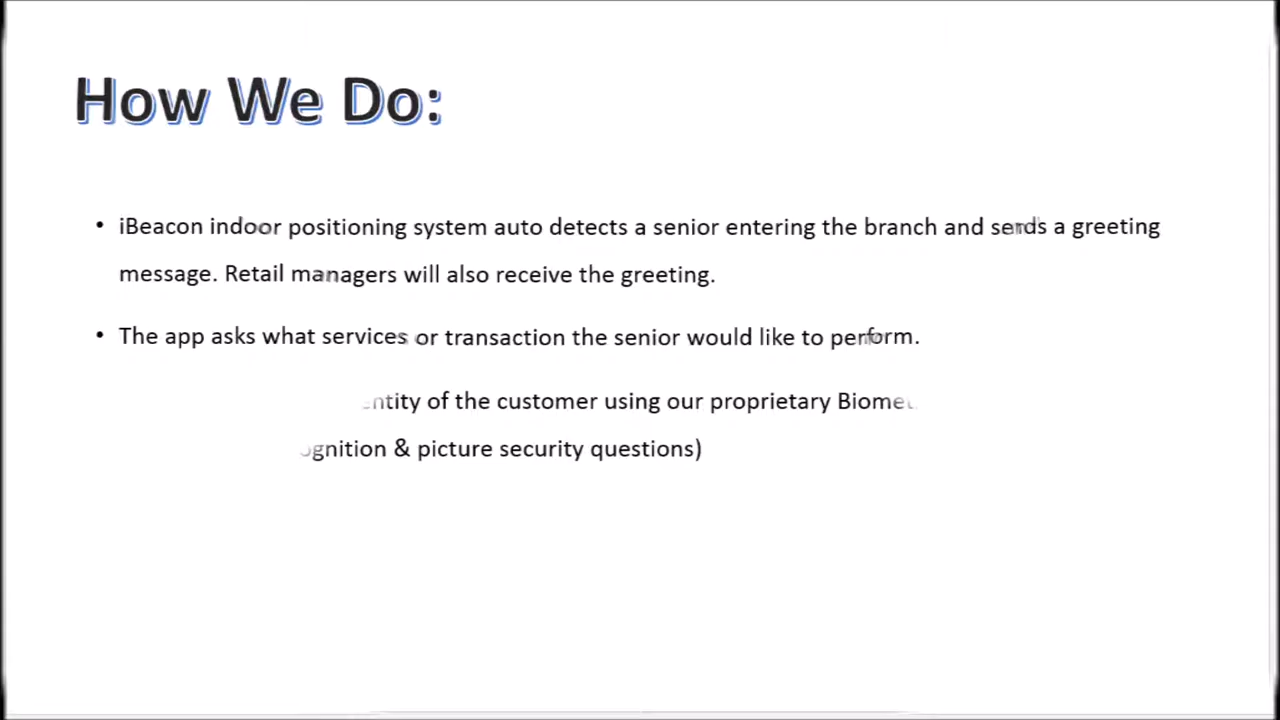 How We Do:
• iBeacon indoor positioning system auto detects a senior entering the branch and sends a greeting
message. Retail managers will also receive the greeting.
• The app asks what services or transaction the senior would like to perform.
of the customer using our proprietary
& picture security questions)